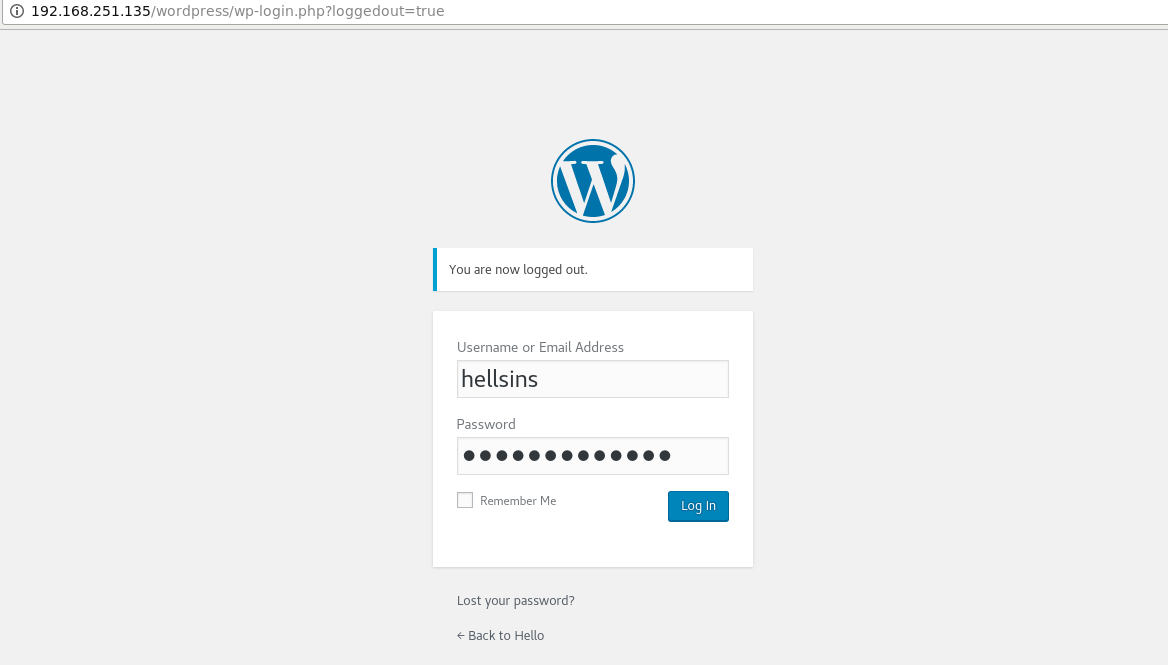 192.168.251.135/wordpress/wp-login.php?loggedout=true
You are now logged out.
Username or Email Address
hellsins
Password
●●●●●●●●●●●●●
Remember Me
Log In
Lost your password?
← Back to Hello